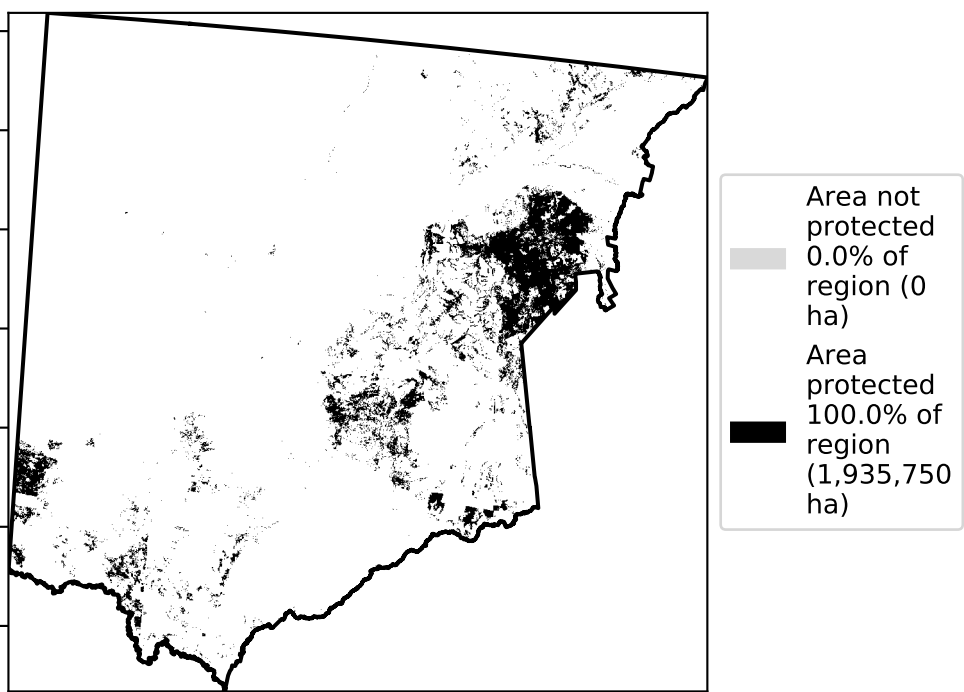 Area not
protected
0.0% of
region (0
ha)
Area
protected
100.0% of
region
(1,935,750
ha)